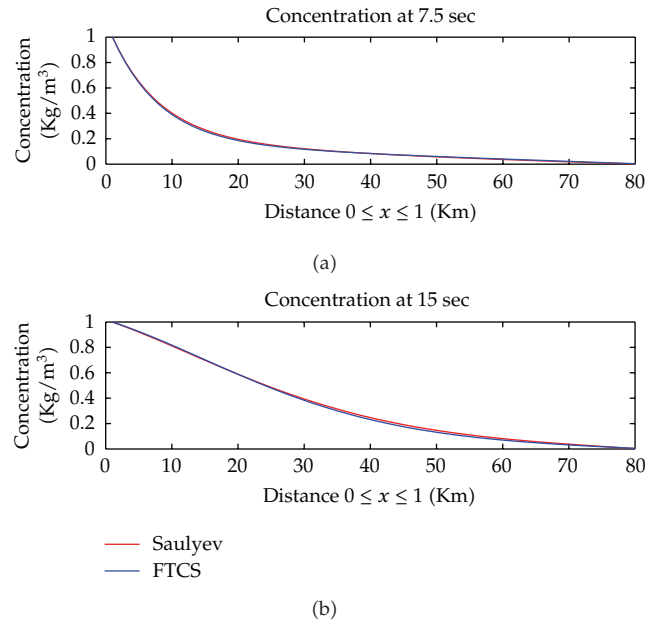 Concentration at 7.5 sec
Concentration
(Kg/m³)
1
0.8
0.6
0.4
0.2
0
0 10 20 30 40 50 60 70 80
Distance 0 ≤ x ≤ 1 (Km)
(a)
Concentration at 15 sec
Concentration
(Kg/m³)
1
0.8
0.6
0.4
0.2
0
0 10 20 30 40 50 60 70 80
Distance 0 ≤ x ≤ 1 (Km)
Saulyev
FTCS
(b)